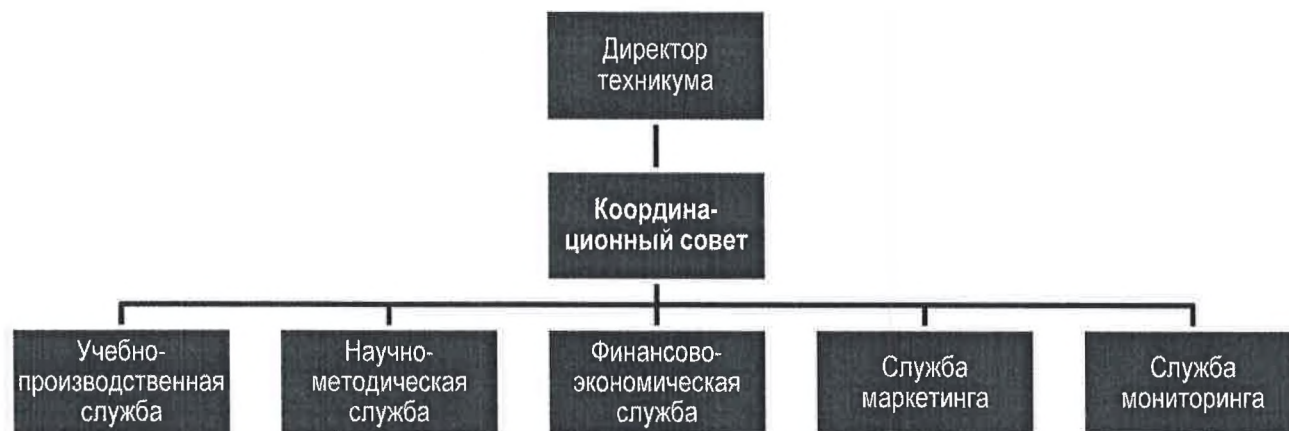 Директор
техникума
Координа-
ционный совет
Учебно-
производственная
служба
Научно-
методическая
служба
Финансово-
экономическая
служба
Служба
маркетинга
Служба
мониторинга